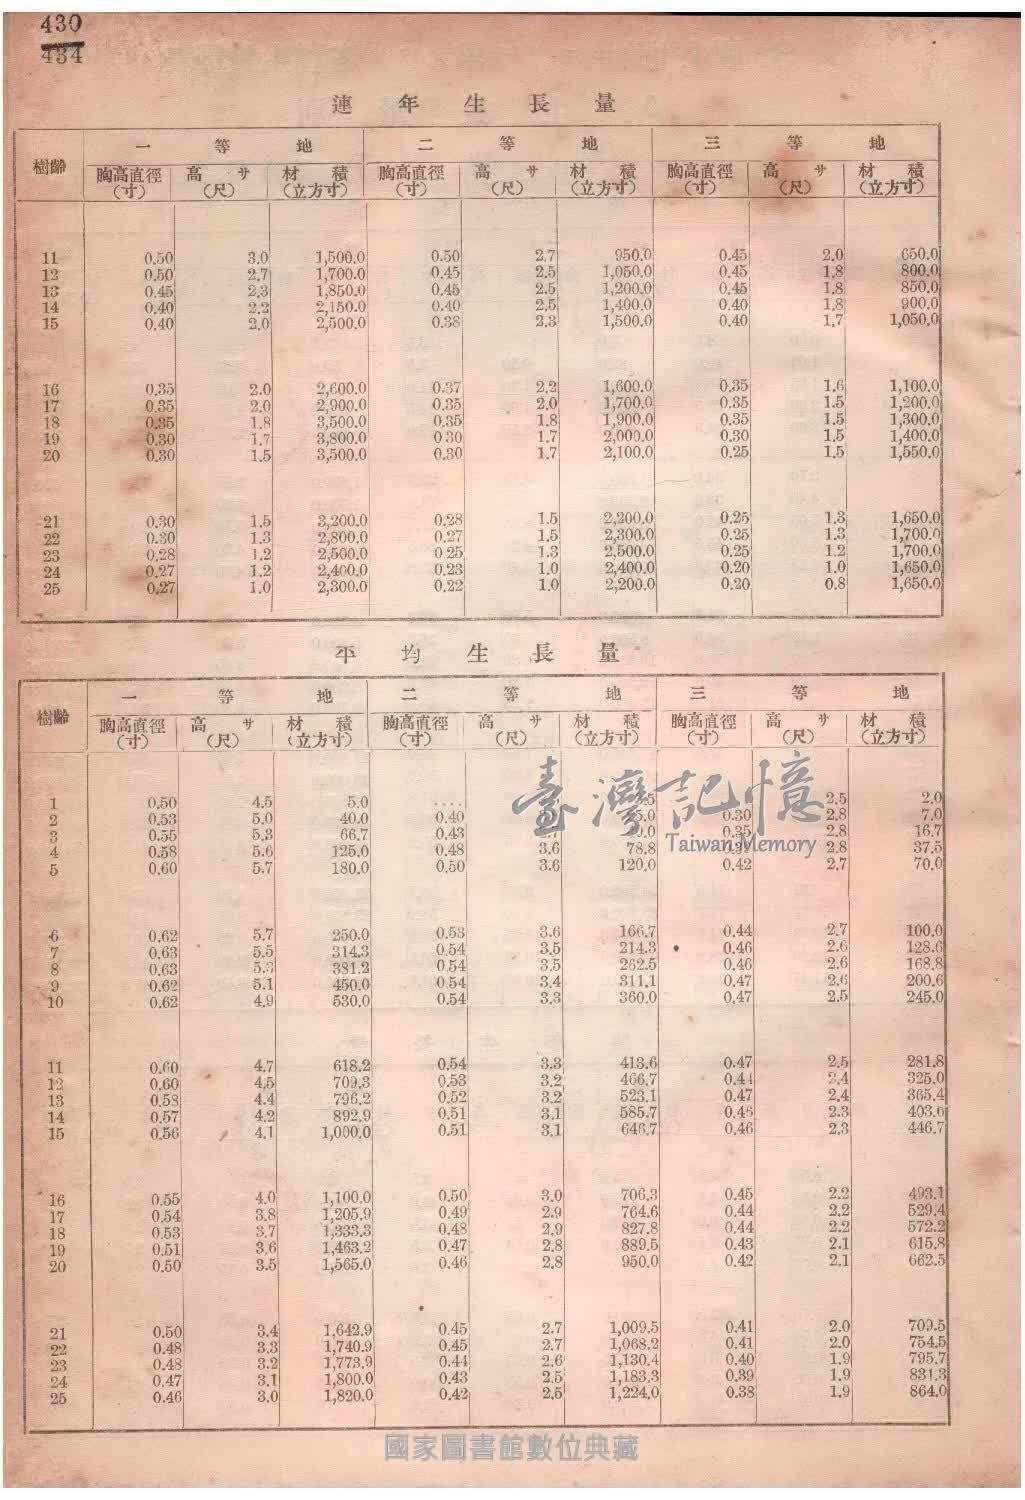 430
434
連年生長量
樹齡 一等地 二等地 三等地
胸高直徑(寸) 高サ(尺) 材積(立方寸) 胸高直徑(寸) 高サ(尺) 材積(立方寸) 胸高直徑(寸) 高サ(尺) 材積(立方寸)
11 0.50 3.0 1,500.0 0.50 2.7 950.0 0.45 2.0 650.0
12 0.50 2.7 1,700.0 0.45 2.5 1,050.0 0.45 1.8 800.0
13 0.45 2.3 1,850.0 0.45 2.5 1,200.0 0.45 1.8 850.0
14 0.40 2.2 2,150.0 0.40 2.5 1,400.0 0.40 1.8 900.0
15 0.40 2.0 2,500.0 0.38 2.3 1,500.0 0.40 1.7 1,050.0
16 0.35 2.0 2,600.0 0.37 2.2 1,600.0 0.35 1.6 1,100.0
17 0.35 2.0 2,900.0 0.35 2.0 1,700.0 0.35 1.5 1,200.0
18 0.35 1.8 3,500.0 0.35 1.8 1,900.0 0.35 1.5 1,300.0
19 0.30 1.7 3,800.0 0.30 1.7 2,000.0 0.30 1.5 1,400.0
20 0.30 1.5 3,500.0 0.30 1.7 2,100.0 0.25 1.5 1,550.0
21 0.30 1.5 3,200.0 0.28 1.5 2,200.0 0.25 1.3 1,650.0
22 0.30 1.3 2,800.0 0.27 1.5 2,300.0 0.25 1.3 1,700.0
23 0.28 1.2 2,500.0 0.25 1.3 2,500.0 0.25 1.2 1,700.0
24 0.27 1.2 2,400.0 0.23 1.0 2,400.0 0.20 1.0 1,650.0
25 0.27 1.0 2,300.0 0.22 1.0 2,200.0 0.20 0.8 1,650.0
平均生長量
樹齡 一等地 二等地 三等地
胸高直徑(寸) 高サ(尺) 材積(立方寸) 胸高直徑(寸) 高サ(尺) 材積(立方寸) 胸高直徑(寸) 高サ(尺) 材積(立方寸)
1 0.50 4.5 5.0 .... 2.5 2.0
2 0.53 5.0 40.0 0.40 0.30 2.8 7.0
3 0.55 5.3 66.7 0.43 0.35 2.8 16.7
4 0.58 5.6 125.0 0.48 3.6 78.8 2.8 37.5
5 0.60 5.7 180.0 0.50 3.6 120.0 0.42 2.7 70.0
6 0.62 5.7 250.0 0.53 3.6 166.7 0.44 2.7 100.0
7 0.63 5.5 314.3 0.54 3.5 214.3 0.46 2.6 128.6
8 0.63 5.3 381.2 0.54 3.5 262.5 0.46 2.6 168.8
9 0.62 5.1 450.0 0.54 3.4 311.1 0.47 2.6 200.6
10 0.62 4.9 530.0 0.54 3.3 360.0 0.47 2.5 245.0
11 0.60 4.7 618.2 0.54 3.3 413.6 0.47 2.5 281.8
12 0.60 4.5 709.3 0.53 3.2 466.7 2.4 325.0
13 0.58 4.4 796.2 0.52 3.2 523.1 0.47 2.4 365.4
14 0.57 4.2 892.9 0.51 3.1 585.7 0.46 2.3 403.6
15 0.56 4.1 1,000.0 0.51 3.1 646.7 0.46 2.3 446.7
16 0.55 4.0 1,100.0 0.50 3.0 706.3 0.45 2.2 493.1
17 0.54 3.8 1,205.9 0.49 2.9 764.6 0.44 2.2 529.4
18 0.53 3.7 1,333.3 0.48 2.9 827.8 0.44 2.2 572.2
19 0.51 3.6 1,463.2 0.47 2.8 889.5 0.43 2.1 615.8
20 0.50 3.5 1,565.0 0.46 2.8 950.0 0.42 2.1 662.5
21 0.50 3.4 1,642.9 0.45 2.7 1,009.5 0.41 2.0 709.5
22 0.48 3.3 1,740.9 0.45 2.7 1,068.2 0.41 2.0 754.5
23 0.48 3.2 1,773.9 0.44 2.6 1,130.4 0.40 1.9 795.7
24 0.47 3.1 1,800.0 0.43 2.5 1,183.3 0.39 1.9 831.3
25 0.46 3.0 1,820.0 0.42 2.5 1,224.0 0.38 1.9 864.0
臺灣記憶
Taiwan Memory
國家圖書館數位典藏